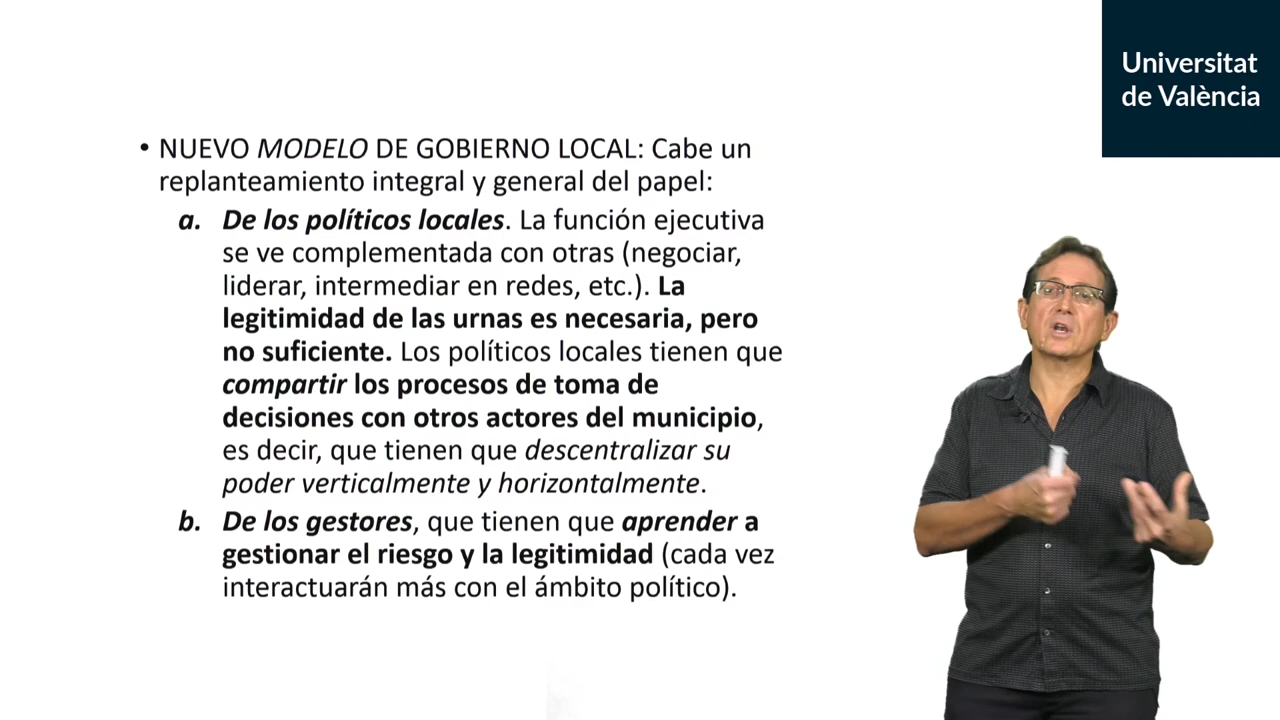 Universitat
de València
• NUEVO MODELO DE GOBIERNO LOCAL: Cabe un
replanteamiento integral y general del papel:
a. De los políticos locales. La función ejecutiva
se ve complementada con otras (negociar,
liderar, intermediar en redes, etc.). La
legitimidad de las urnas es necesaria, pero
no suficiente. Los políticos locales tienen que
compartir los procesos de toma de
decisiones con otros actores del municipio,
es decir, que tienen que descentralizar su
poder verticalmente y horizontalmente.
b. De los gestores, que tienen que aprender a
gestionar el riesgo y la legitimidad (cada vez
interactuarán más con el ámbito político).